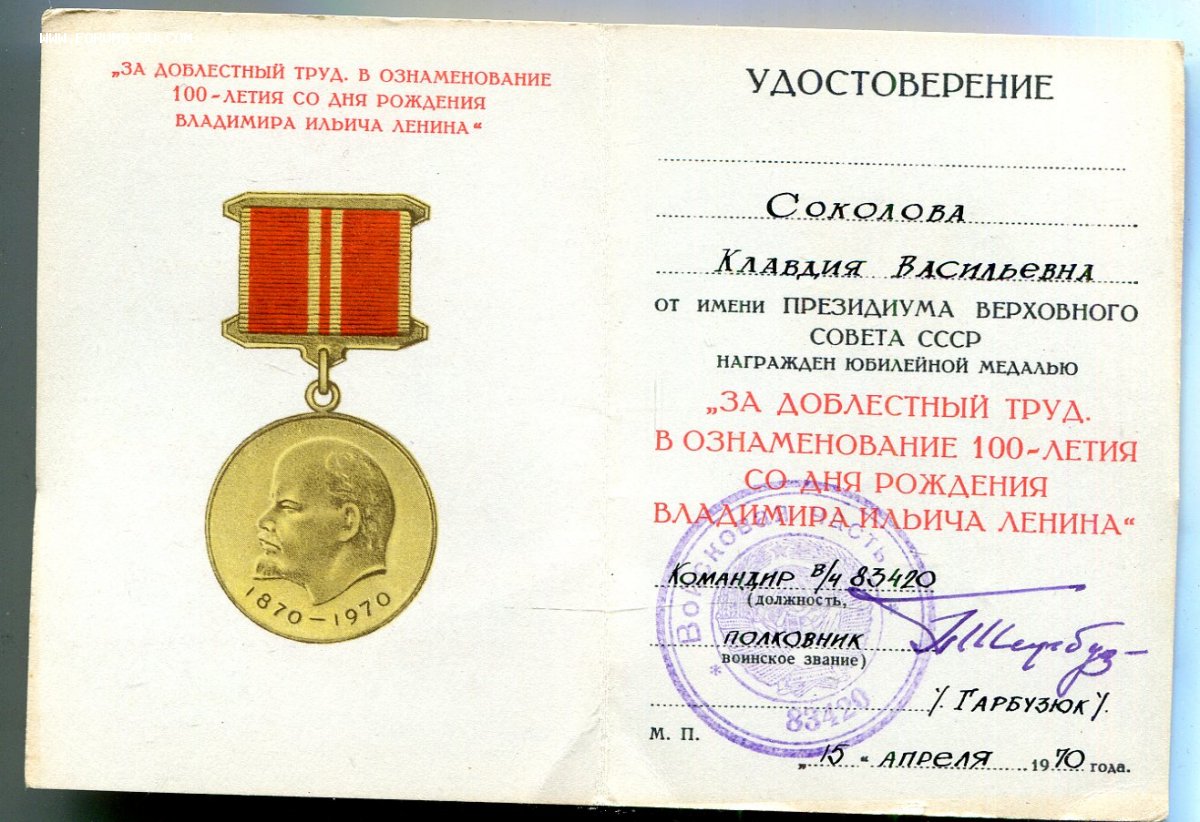 „ЗА ДОБЛЕСТНЫЙ ТРУД. В ОЗНАМЕНОВАНИЕ
100-ЛЕТИЯ СО ДНЯ РОЖДЕНИЯ
ВЛАДИМИРА ИЛЬИЧА ЛЕНИНА“
1870-1970
УДОСТОВЕРЕНИЕ
СОКОЛОВА
КЛАВДИЯ ВАСИЛЬЕВНА
ОТ ИМЕНИ ПРЕЗИДИУМА ВЕРХОВНОГО
СОВЕТА СССР
НАГРАЖДЕН ЮБИЛЕЙНОЙ МЕДАЛЬЮ
„ЗА ДОБЛЕСТНЫЙ ТРУД.
В ОЗНАМЕНОВАНИЕ 100-ЛЕТИЯ
СО ДНЯ РОЖДЕНИЯ
ВЛАДИМИРА ИЛЬИЧА ЛЕНИНА“
Войсковая часть
КОМАНДИР В/Ч 83420
(должность,
ПОЛКОВНИК
воинское звание)
* 83420
/ГАРБУЗЮК/.
М. П.
„15“ АПРЕЛЯ 1970 года.